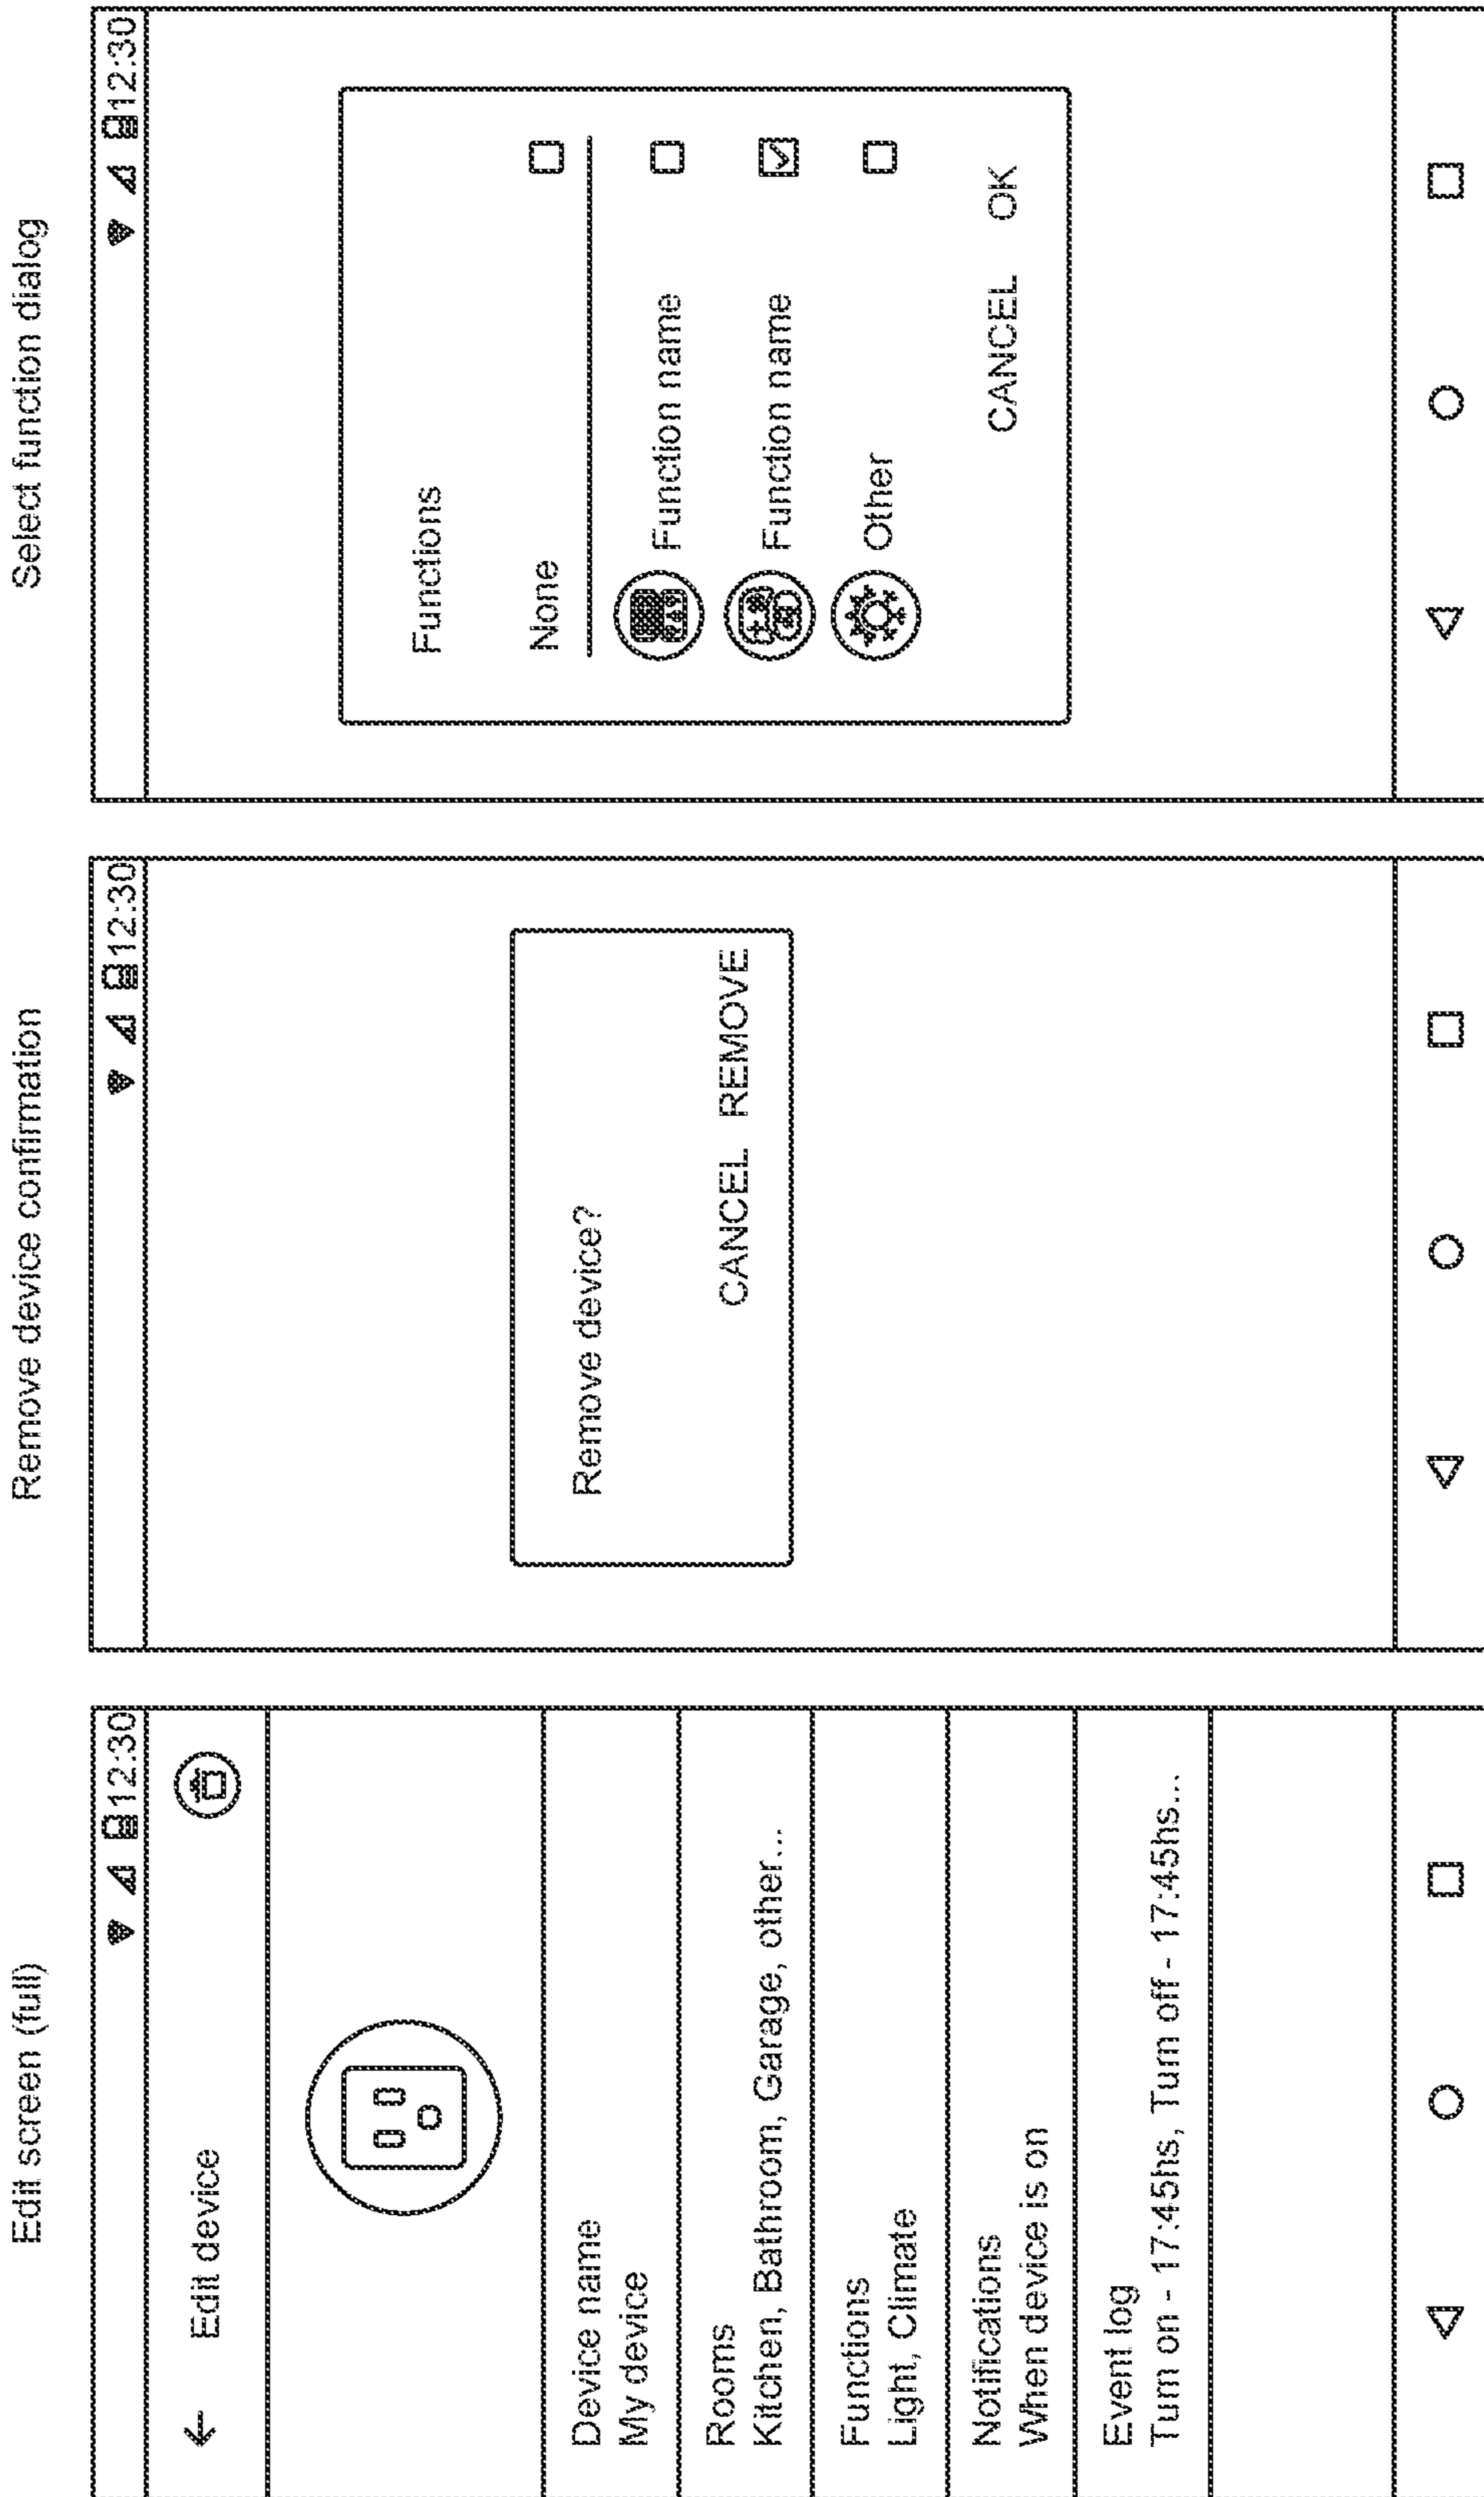 Edit screen (full)
12:30
Edit device
Device name
My device
Rooms
Kitchen, Bathroom, Garage, other...
Functions
Light, Climate
Notifications
When device is on
Event log
Turn on - 17:45hs, Turn off - 17:45hs...
Remove device confirmation
12:30
Remove device?
CANCEL REMOVE
Select function dialog
12:30
Functions
None
Function name
Function name
Other
CANCEL OK